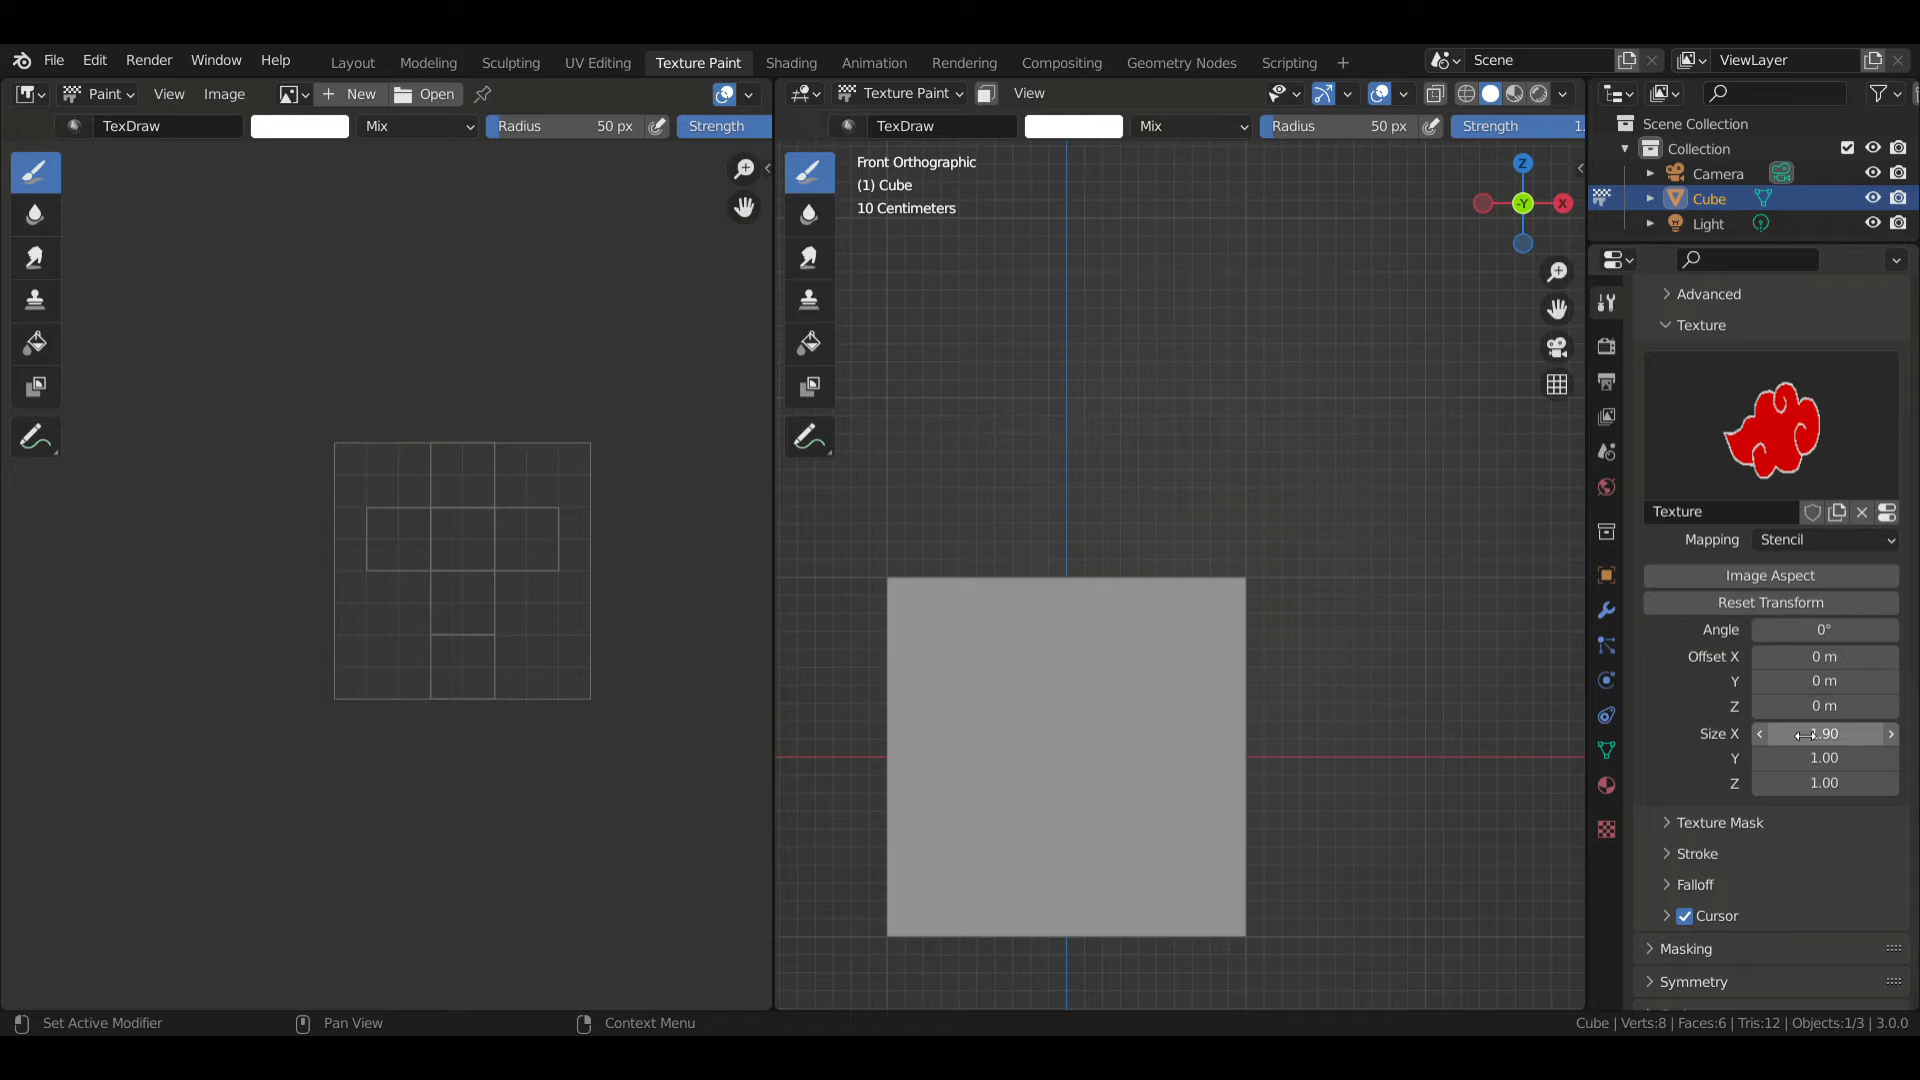 File Edit Render Window Help Layout Modeling Sculpting UV Editing Texture Paint Shading Animation Rendering Compositing Geometry Nodes Scripting + Scene ViewLayer
Paint View Image + New Open Texture Paint View
TexDraw Mix Radius 50 px Strength TexDraw Mix Radius 50 px Strength 1.
Front Orthographic
(1) Cube
10 Centimeters
Z
-Y
X
Scene Collection
Collection
Camera
Cube
Light
Advanced
Texture
Texture
Mapping Stencil
Image Aspect
Reset Transform
Angle 0°
Offset X 0 m
Y 0 m
Z 0 m
Size X 1.90
Y 1.00
Z 1.00
Texture Mask
Stroke
Falloff
Cursor
Masking
Symmetry
Set Active Modifier Pan View Context Menu Cube | Verts:8 | Faces:6 | Tris:12 | Objects:1/3 | 3.0.0